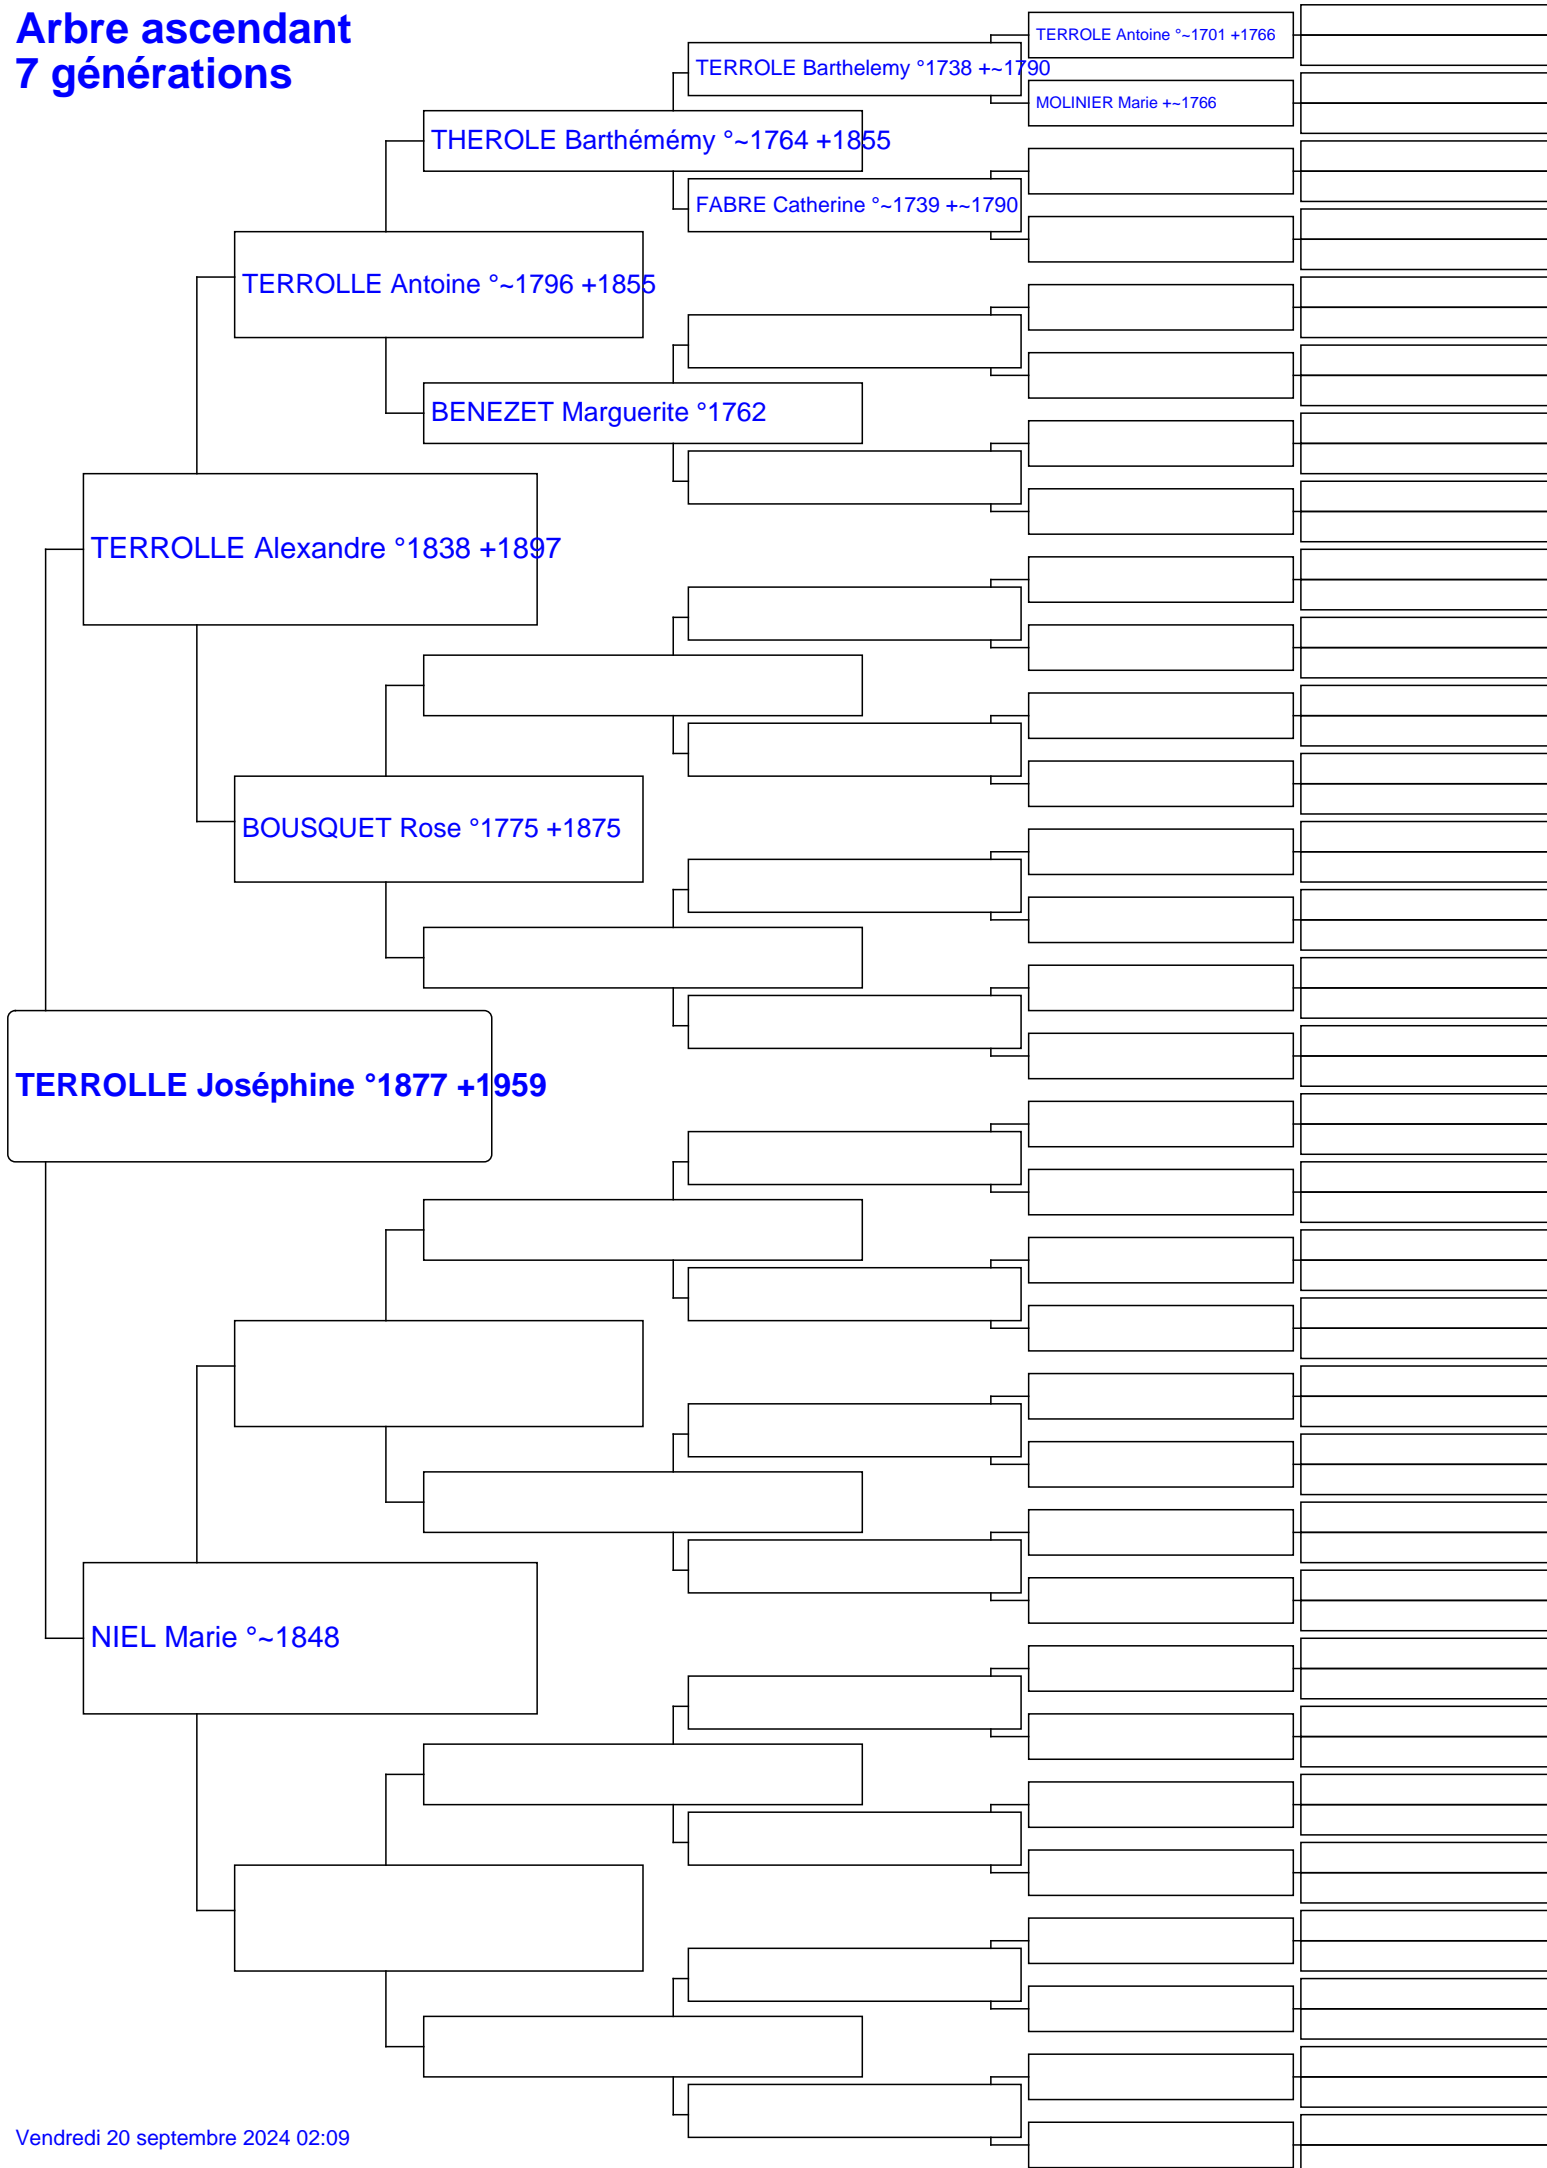 Arbre ascendant
7 générations
TERROLE Antoine °~1701 +1766
TERROLE Barthelemy °1738 +~1790
MOLINIER Marie +~1766
THEROLE Barthémémy °~1764 +1855
FABRE Catherine °~1739 +~1790
TERROLLE Antoine °~1796 +1855
BENEZET Marguerite °1762
TERROLLE Alexandre °1838 +1897
BOUSQUET Rose °1775 +1875
TERROLLE Joséphine °1877 +1959
NIEL Marie °~1848
Vendredi 20 septembre 2024 02:09